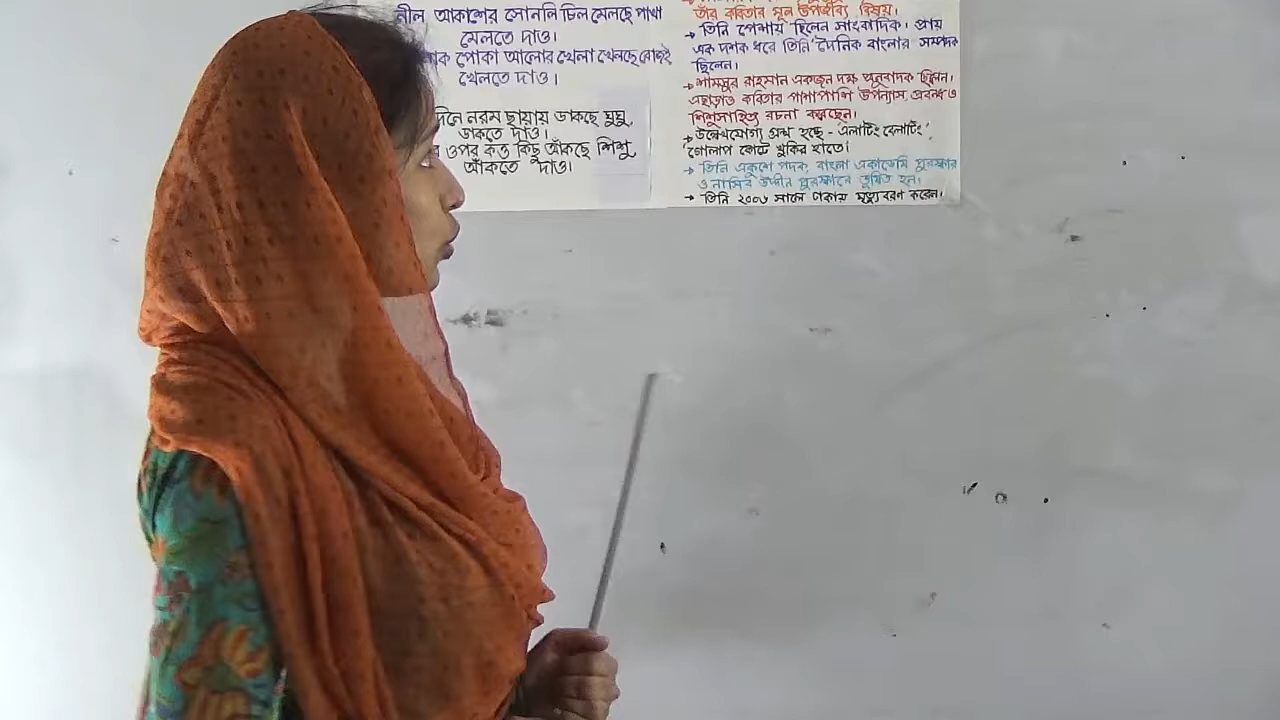 নীল আকাশের সোনলি চিল মেলছে পাখা
মেলতে দাও।
পোকা আলোর খেলা খেলছে রোজই
খেলতে দাও।
দিনে নরম ছায়ায় ডাকছে ঘুঘু,
ডাকতে দাও।
ওপর কত কিছু আঁকছে শিশু
আঁকতে দাও।
তাঁর কবিতার মূল উপজীব্য বিষয়।
→ তিনি পেশায় ছিলেন সাংবাদিক। প্রায়
এক দশক ধরে তিনি দৈনিক বাংলার সম্পাদক
ছিলেন।
→ শামসুর রাহমান একজন দক্ষ অনুবাদক ছিলেন।
এছাড়াও কবিতার পাশাপাশি উপন্যাস, প্রবন্ধ ও
শিশুসাহিত্য রচনা করেছেন।
→ উল্লেখযোগ্য গ্রন্থ হচ্ছে - এলাটিং বেলাটিং,
গোলাপ ফোটে খুকির হাতে।
→ তিনি একুশে পদক, বাংলা একাডেমি পুরস্কার
ও নাসির উদ্দীন পুরস্কারে ভূষিত হন।
→ তিনি ২০০৬ সালে ঢাকায় মৃত্যুবরণ করেন।